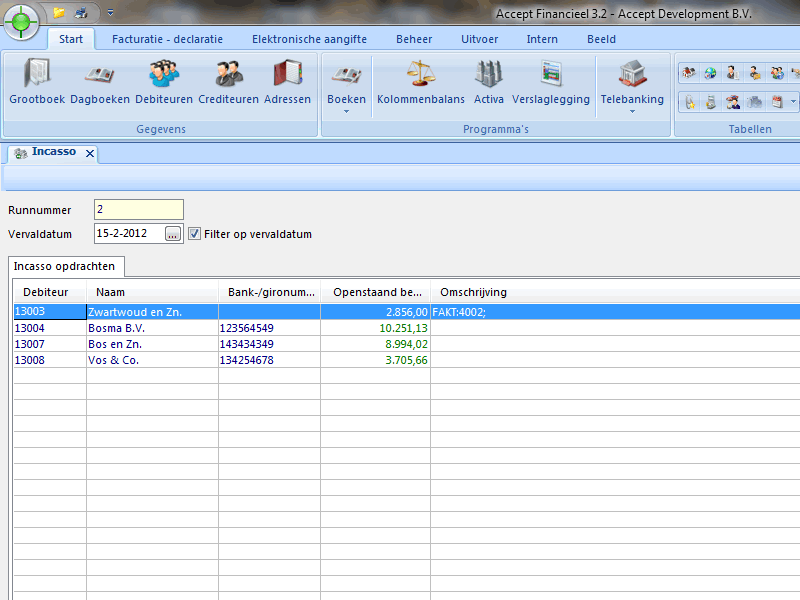 Accept Financieel 3.2 - Accept Development B.V.
Start Facturatie - declaratie Elektronische aangifte Beheer Uitvoer Intern Beeld
Grootboek Dagboeken Debiteuren Crediteuren Adressen Boeken Kolommenbalans Activa Verslaglegging Telebanking
Gegevens Programma's Tabellen
Incasso
Runnummer 2
Vervaldatum 15-2-2012 ... Filter op vervaldatum
Incasso opdrachten
Debiteur Naam Bank-/gironum... Openstaand be... Omschrijving
13003 Zwartwoud en Zn. 2.856,00 FAKT:4002;
13004 Bosma B.V. 123564549 10.251,13
13007 Bos en Zn. 143434349 8.994,02
13008 Vos & Co. 134254678 3.705,66